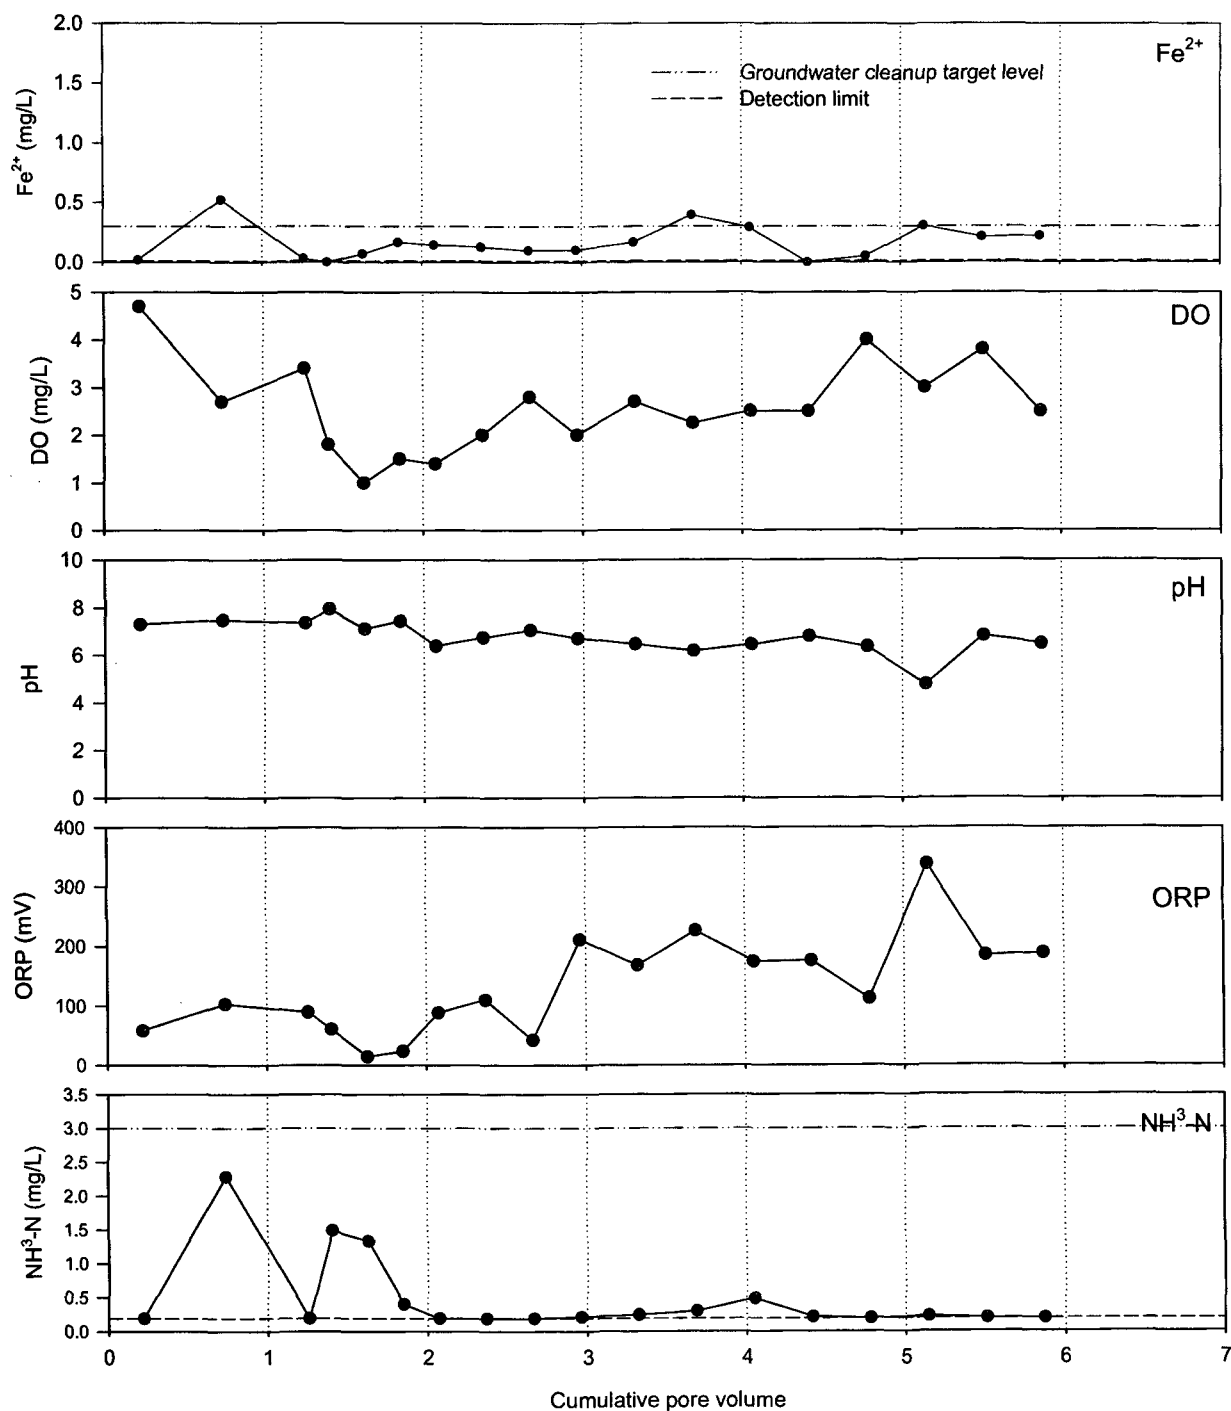 2.0
1.5
1.0
0.5
0.0
Fe²⁺ (mg/L)
Fe²⁺
Groundwater cleanup target level
Detection limit
5
4
3
2
1
0
DO (mg/L)
DO
10
8
6
4
2
0
pH
pH
400
300
200
100
0
ORP (mV)
ORP
3.5
3.0
2.5
2.0
1.5
1.0
0.5
0.0
NH³-N (mg/L)
NH³-N
0 1 2 3 4 5 6 7
Cumulative pore volume